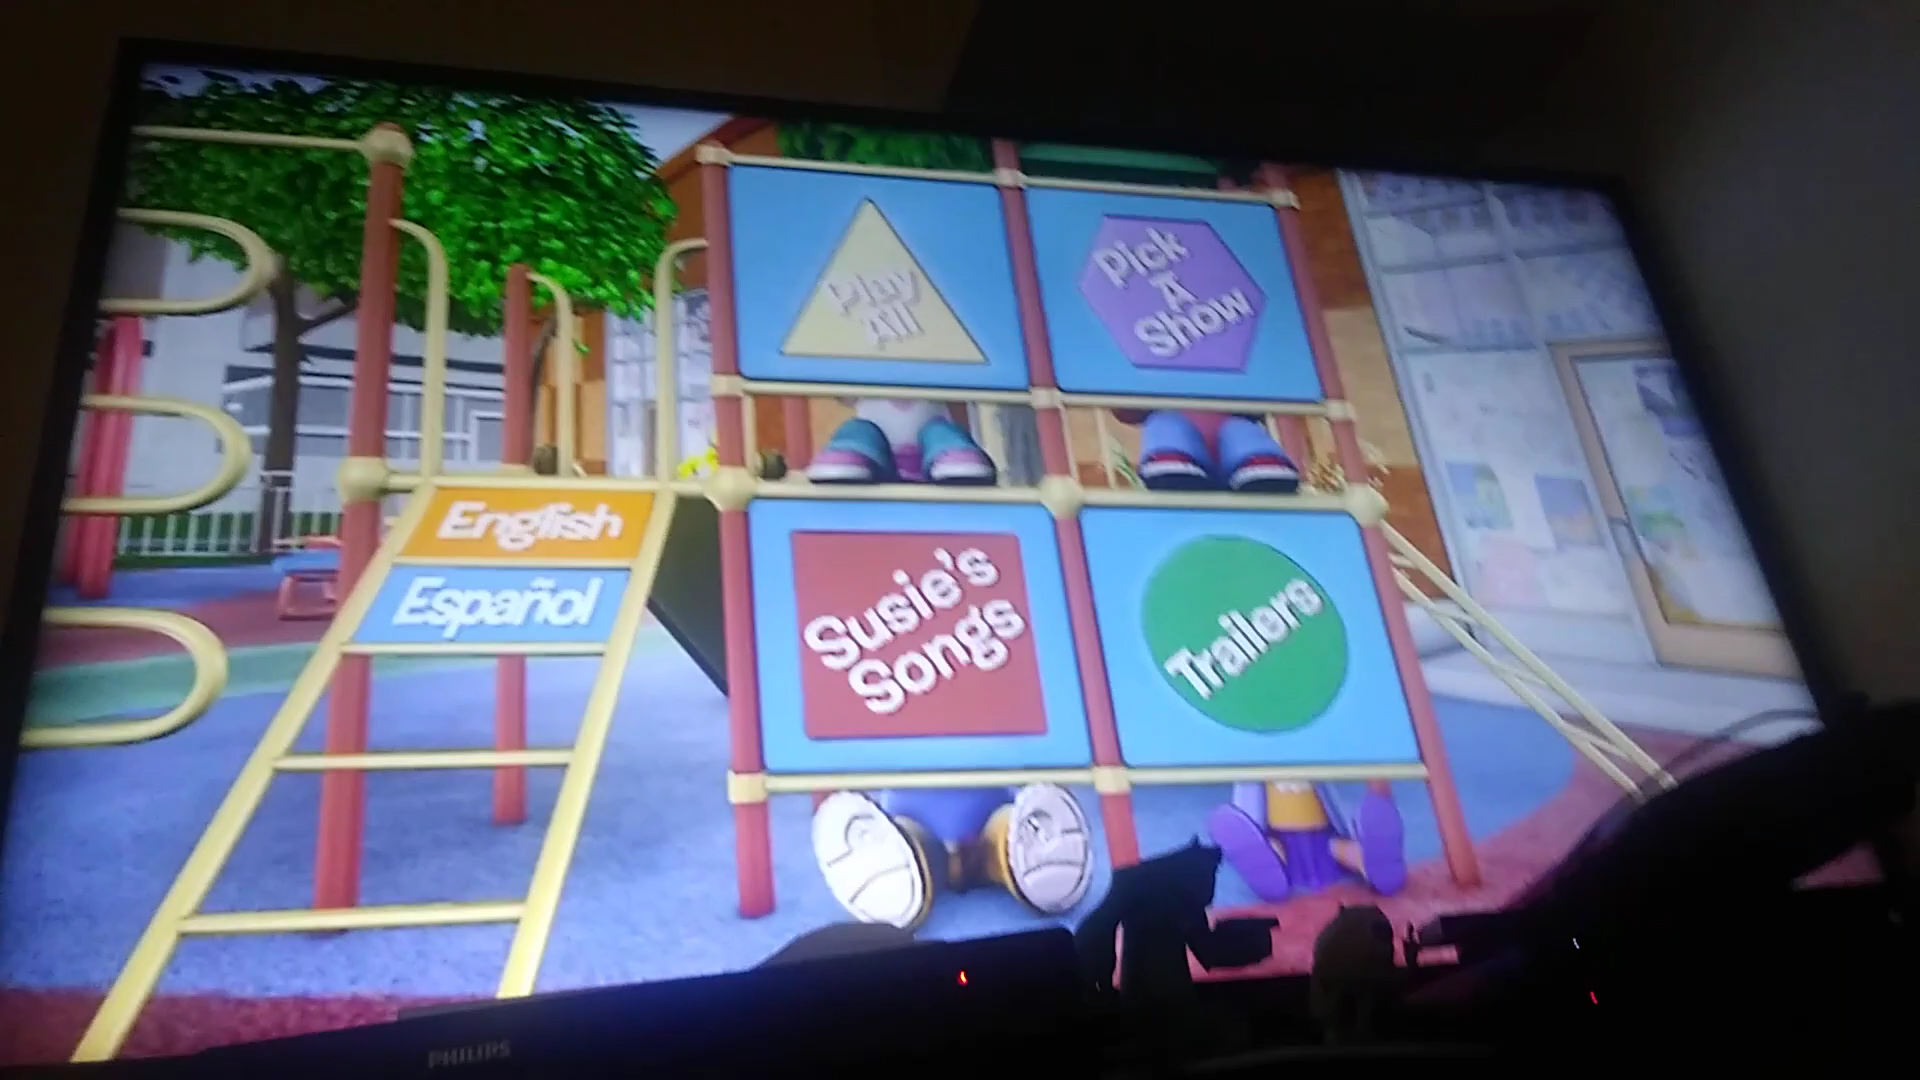 Play
All
Pick
A
Show
English
Español
Susie's
Songs
Trailers
PHILIPS